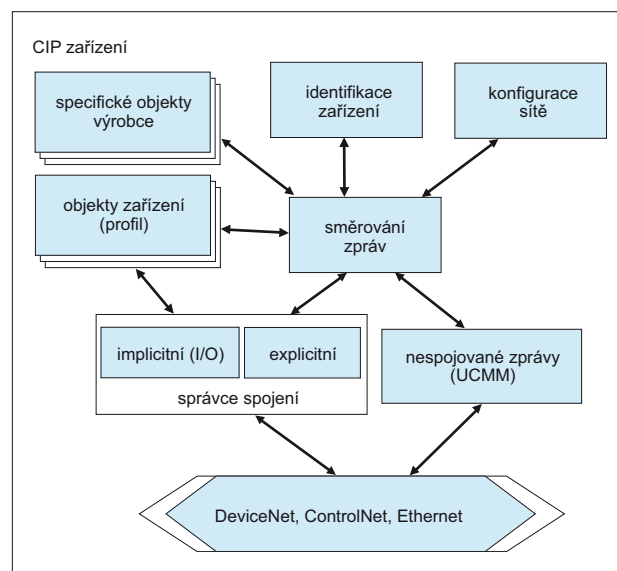 CIP zařízení
specifické objekty
výrobce
identifikace
zařízení
konfigurace
sítě
objekty zařízení
(profil)
směrování
zpráv
implicitní (I/O)
explicitní
správce spojení
nespojované zprávy
(UCMM)
DeviceNet, ControlNet, Ethernet